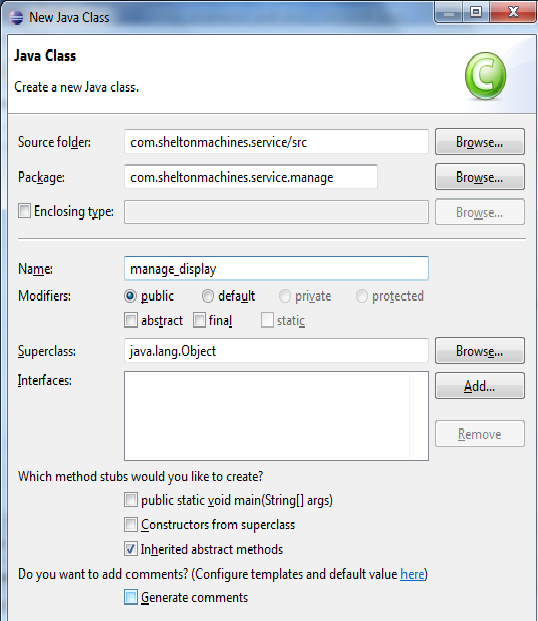 New Java Class
Java Class
Create a new Java class.
Source folder: com.sheltonmachines.service/src Browse...
Package: com.sheltonmachines.service.manage Browse...
Enclosing type: Browse...
Name: manage_display
Modifiers: public default private protected
abstract final static
Superclass: java.lang.Object Browse...
Interfaces: Add...
Remove
Which method stubs would you like to create?
public static void main(String[] args)
Constructors from superclass
Inherited abstract methods
Do you want to add comments? (Configure templates and default value here)
Generate comments